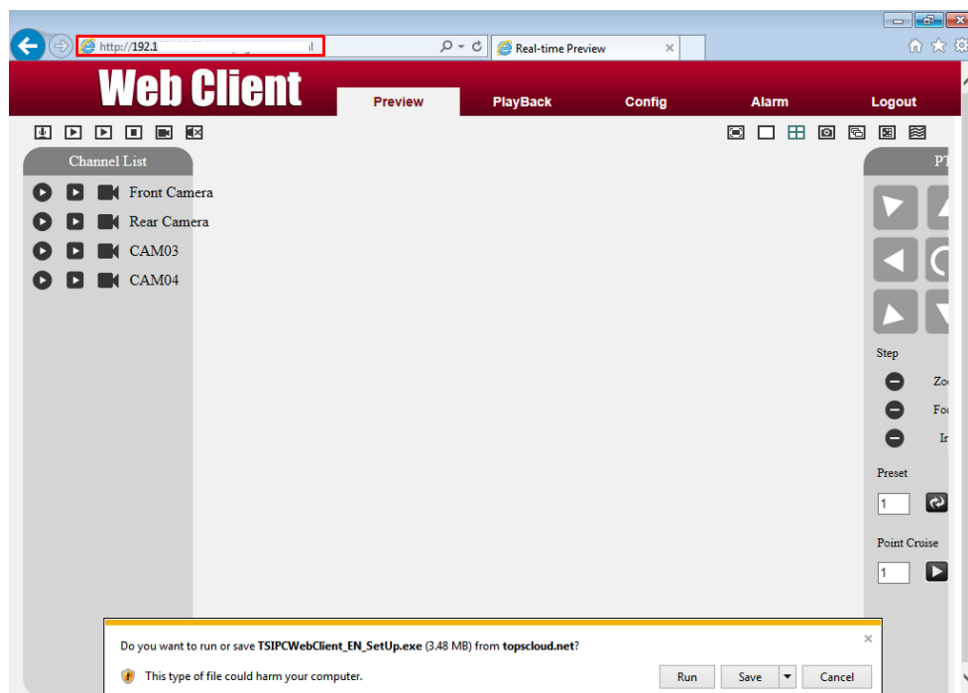 http://192.1
Real-time Preview
Web Client
Preview PlayBack Config Alarm Logout
Channel List
Front Camera
Rear Camera
CAM03
CAM04
Step
Preset
1
Point Cruise
1
Do you want to run or save TSIPCWebClient_EN_SetUp.exe (3.48 MB) from topscloud.net?
This type of file could harm your computer.
Run Save Cancel